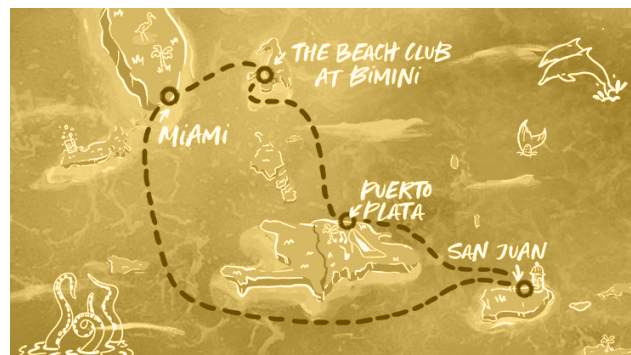 THE BEACH CLUB
AT BIMINI
MIAMI
PUERTO
PLATA
SAN JUAN